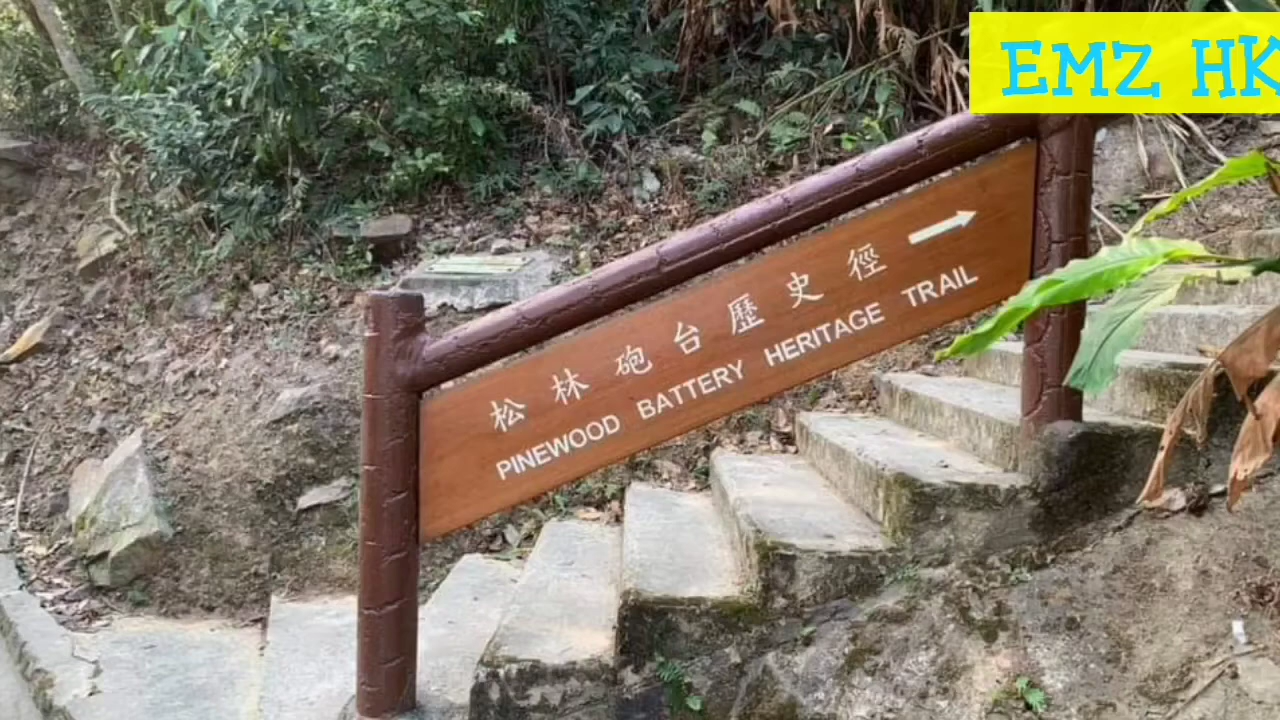 EMZ HK
松林砲台歷史徑
PINEWOOD BATTERY HERITAGE TRAIL